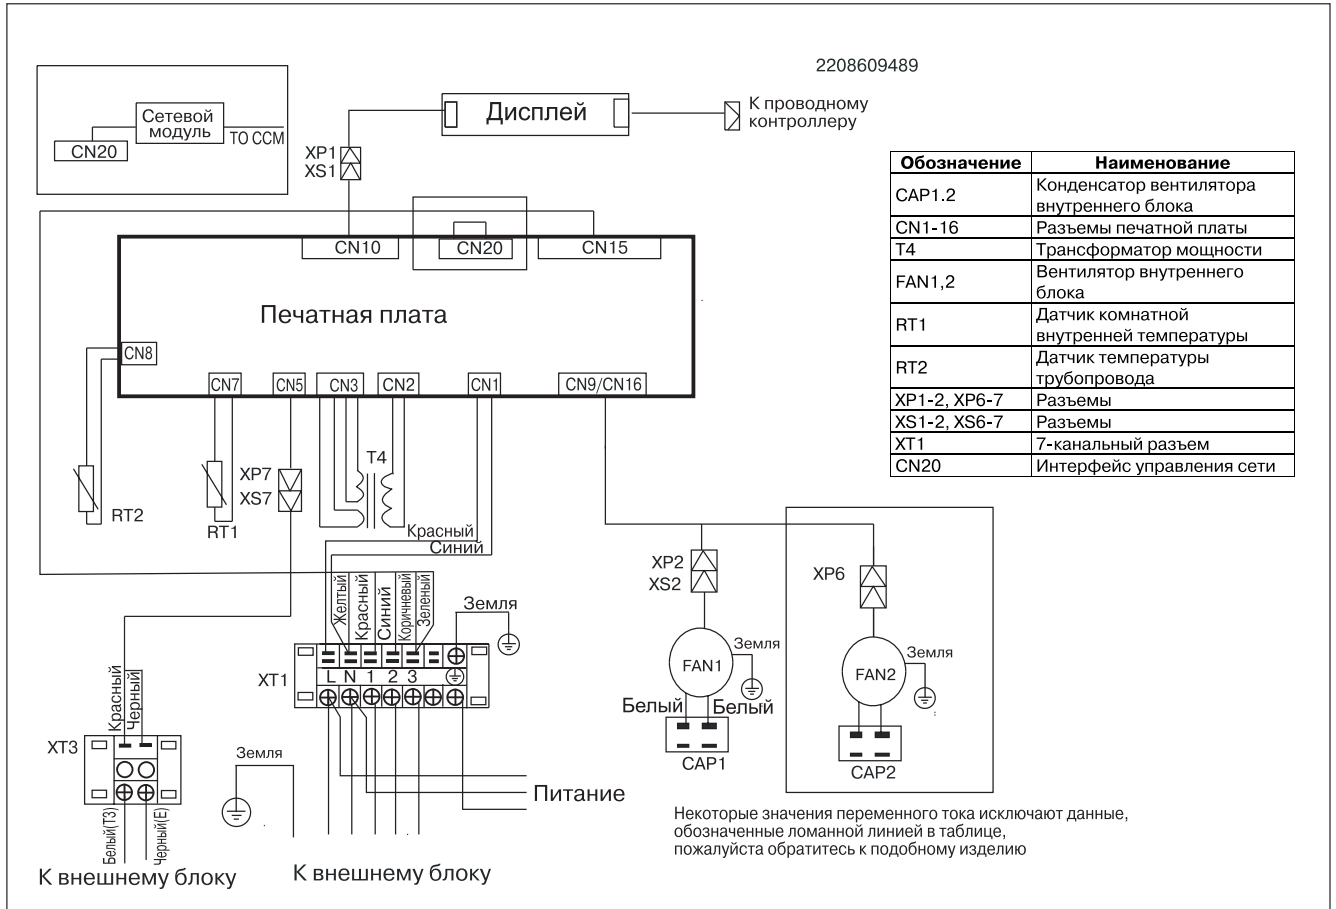 2208609489
Сетевой
модуль
TO CCM
CN20
Дисплей
К проводному
контроллеру
XP1
XS1
CN10
CN20
CN15
Печатная плата
CN8
CN7
CN5
CN3
CN2
CN1
CN9/CN16
Обозначение Наименование
CAP1.2 Конденсатор вентилятора
внутреннего блока
CN1-16 Разъемы печатной платы
T4 Трансформатор мощности
FAN1,2 Вентилятор внутреннего
блока
RT1 Датчик комнатной
внутренней температуры
RT2 Датчик температуры
трубопровода
XP1-2, XP6-7 Разъемы
XS1-2, XS6-7 Разъемы
XT1 7-канальный разъем
CN20 Интерфейс управления сети
RT2
RT1
XP7
XS7
T4
Красный
Синий
Желтый
Красный
Синий
Коричневый
Зеленый
Земля
XT1
L N 1 2 3
XP2
XS2
FAN1
Земля
Белый
Белый
CAP1
XP6
FAN2
Земля
CAP2
Красный
Черный
XT3
Белый(T3)
Черный(E)
К внешнему блоку
Земля
Питание
К внешнему блоку
Некоторые значения переменного тока исключают данные,
обозначенные ломанной линией в таблице,
пожалуйста обратитесь к подобному изделию